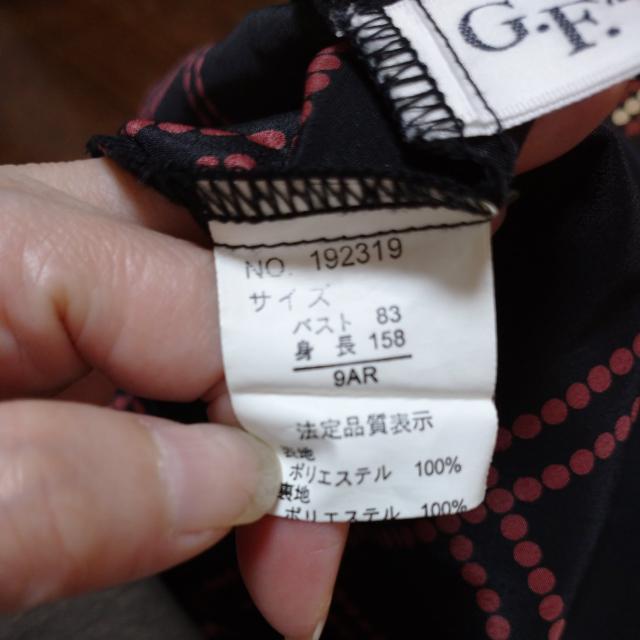 G.F.
NO. 192319
サイズ
バスト 83
身長 158
9AR
法定品質表示
ポリエステル 100%
ポリエステル 100%